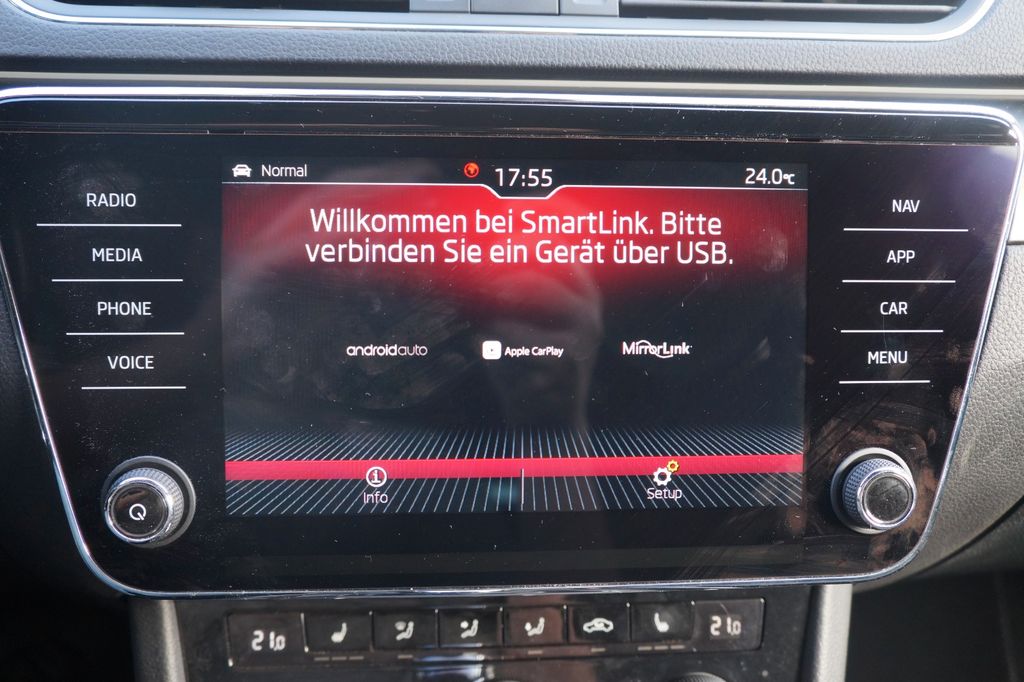 Normal
17:55
24.0°C
RADIO
MEDIA
PHONE
VOICE
Willkommen bei SmartLink. Bitte
verbinden Sie ein Gerät über USB.
androidauto
Apple CarPlay
MirrorLink
Info
Setup
NAV
APP
CAR
MENU
21.0
21.0